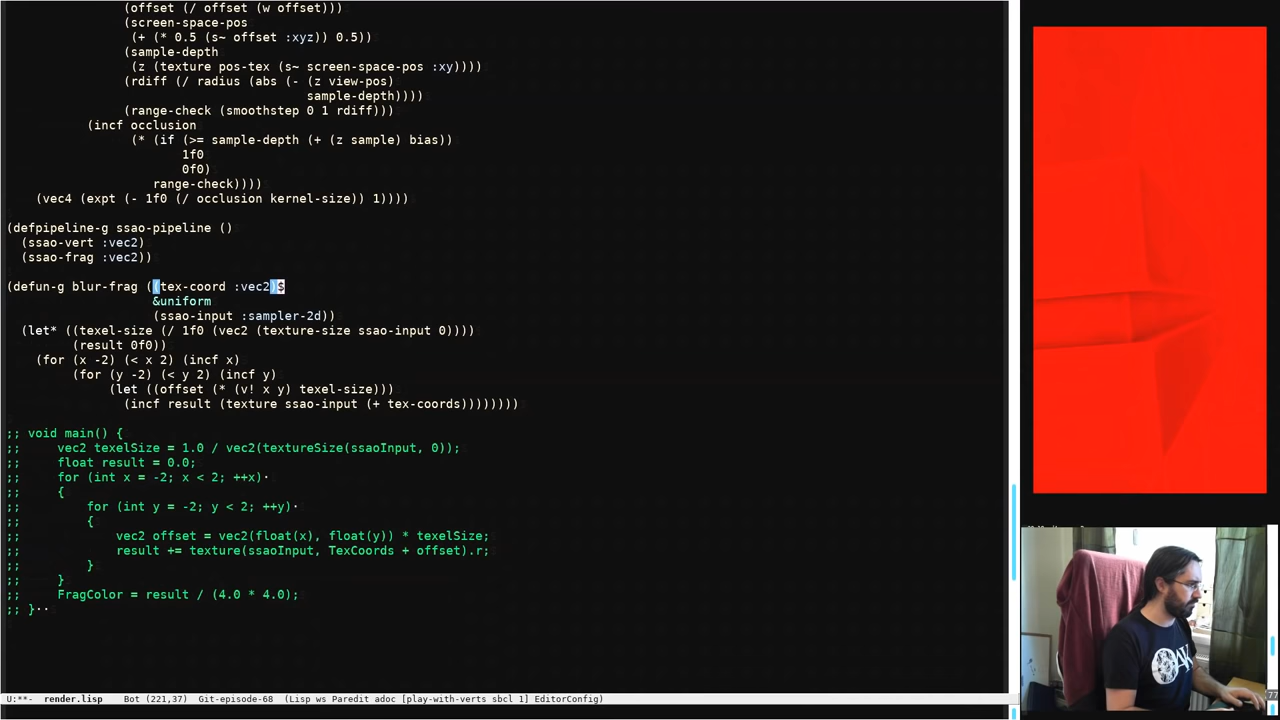 (offset (/ offset (w offset)))
(screen-space-pos
(+ (* 0.5 (s~ offset :xyz)) 0.5))
(sample-depth
(z (texture pos-tex (s~ screen-space-pos :xy))))
(rdiff (/ radius (abs (- (z view-pos)
sample-depth))))
(range-check (smoothstep 0 1 rdiff)))
(incf occlusion
(* (if (>= sample-depth (+ (z sample) bias))
1f0
0f0)
range-check))))
(vec4 (expt (- 1f0 (/ occlusion kernel-size)) 1))))
(defpipeline-g ssao-pipeline ()
(ssao-vert :vec2)
(ssao-frag :vec2))
(defun-g blur-frag ((tex-coord :vec2)$
&uniform
(ssao-input :sampler-2d))
(let* ((texel-size (/ 1f0 (vec2 (texture-size ssao-input 0))))
(result 0f0))
(for (x -2) (< x 2) (incf x)
(for (y -2) (< y 2) (incf y)
(let ((offset (* (v! x y) texel-size)))
(incf result (texture ssao-input (+ tex-coords))))))))
;; void main() {
;;     vec2 texelSize = 1.0 / vec2(textureSize(ssaoInput, 0));
;;     float result = 0.0;
;;     for (int x = -2; x < 2; ++x)·
;;     {
;;         for (int y = -2; y < 2; ++y)·
;;         {
;;             vec2 offset = vec2(float(x), float(y)) * texelSize;
;;             result += texture(ssaoInput, TexCoords + offset).r;
;;         }
;;     }
;;     FragColor = result / (4.0 * 4.0);
;; }··
U:**-  render.lisp   Bot (221,37)  Git-episode-68  (Lisp ws Paredit adoc [play-with-verts sbcl 1] EditorConfig)
77